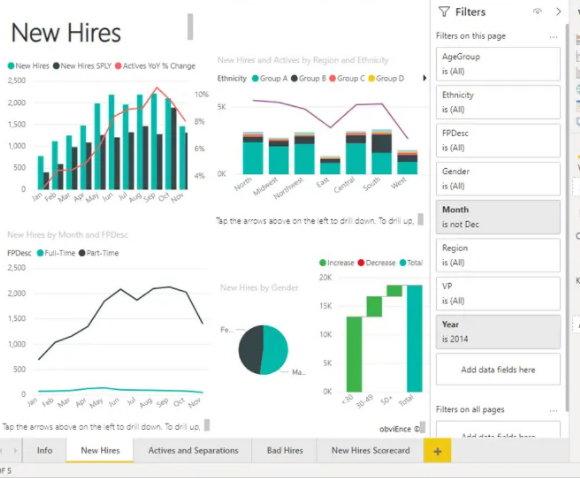 New Hires
New Hires New Hires SPLY Actives YoY % Change
2,500
2,000
1,500
1,000
500
0
10%
8%
6%
4%
Jan Feb Mar Apr May Jun Jul Aug Sep Oct Nov
New Hires and Actives by Region and Ethnicity
Ethnicity Group A Group B Group C Group D
5K
0K
North Midwest Northwest East Central South West
Tap the arrows above on the left to drill down. To drill up,
New Hires by Month and FPDesc
FPDesc Full-Time Part-Time
2,500
2,000
1,500
1,000
500
0
Jan Feb Mar Apr May Jun Jul Aug Sep Oct Nov
Tap the arrows above on the left to drill down. To drill up,
New Hires by Gender
Fe...
Ma...
Increase Decrease Total
20K
15K
10K
5K
0K
<30 30-49 50+ Total
obviEnce ©
Filters
Filters on this page ...
AgeGroup
is (All)
Ethnicity
is (All)
FPDesc
is (All)
Gender
is (All)
Month
is not Dec
Region
is (All)
VP
is (All)
Year
is 2014
Add data fields here
Filters on all pages ...
Add data fields here
Info New Hires Actives and Separations Bad Hires New Hires Scorecard +
OF 5